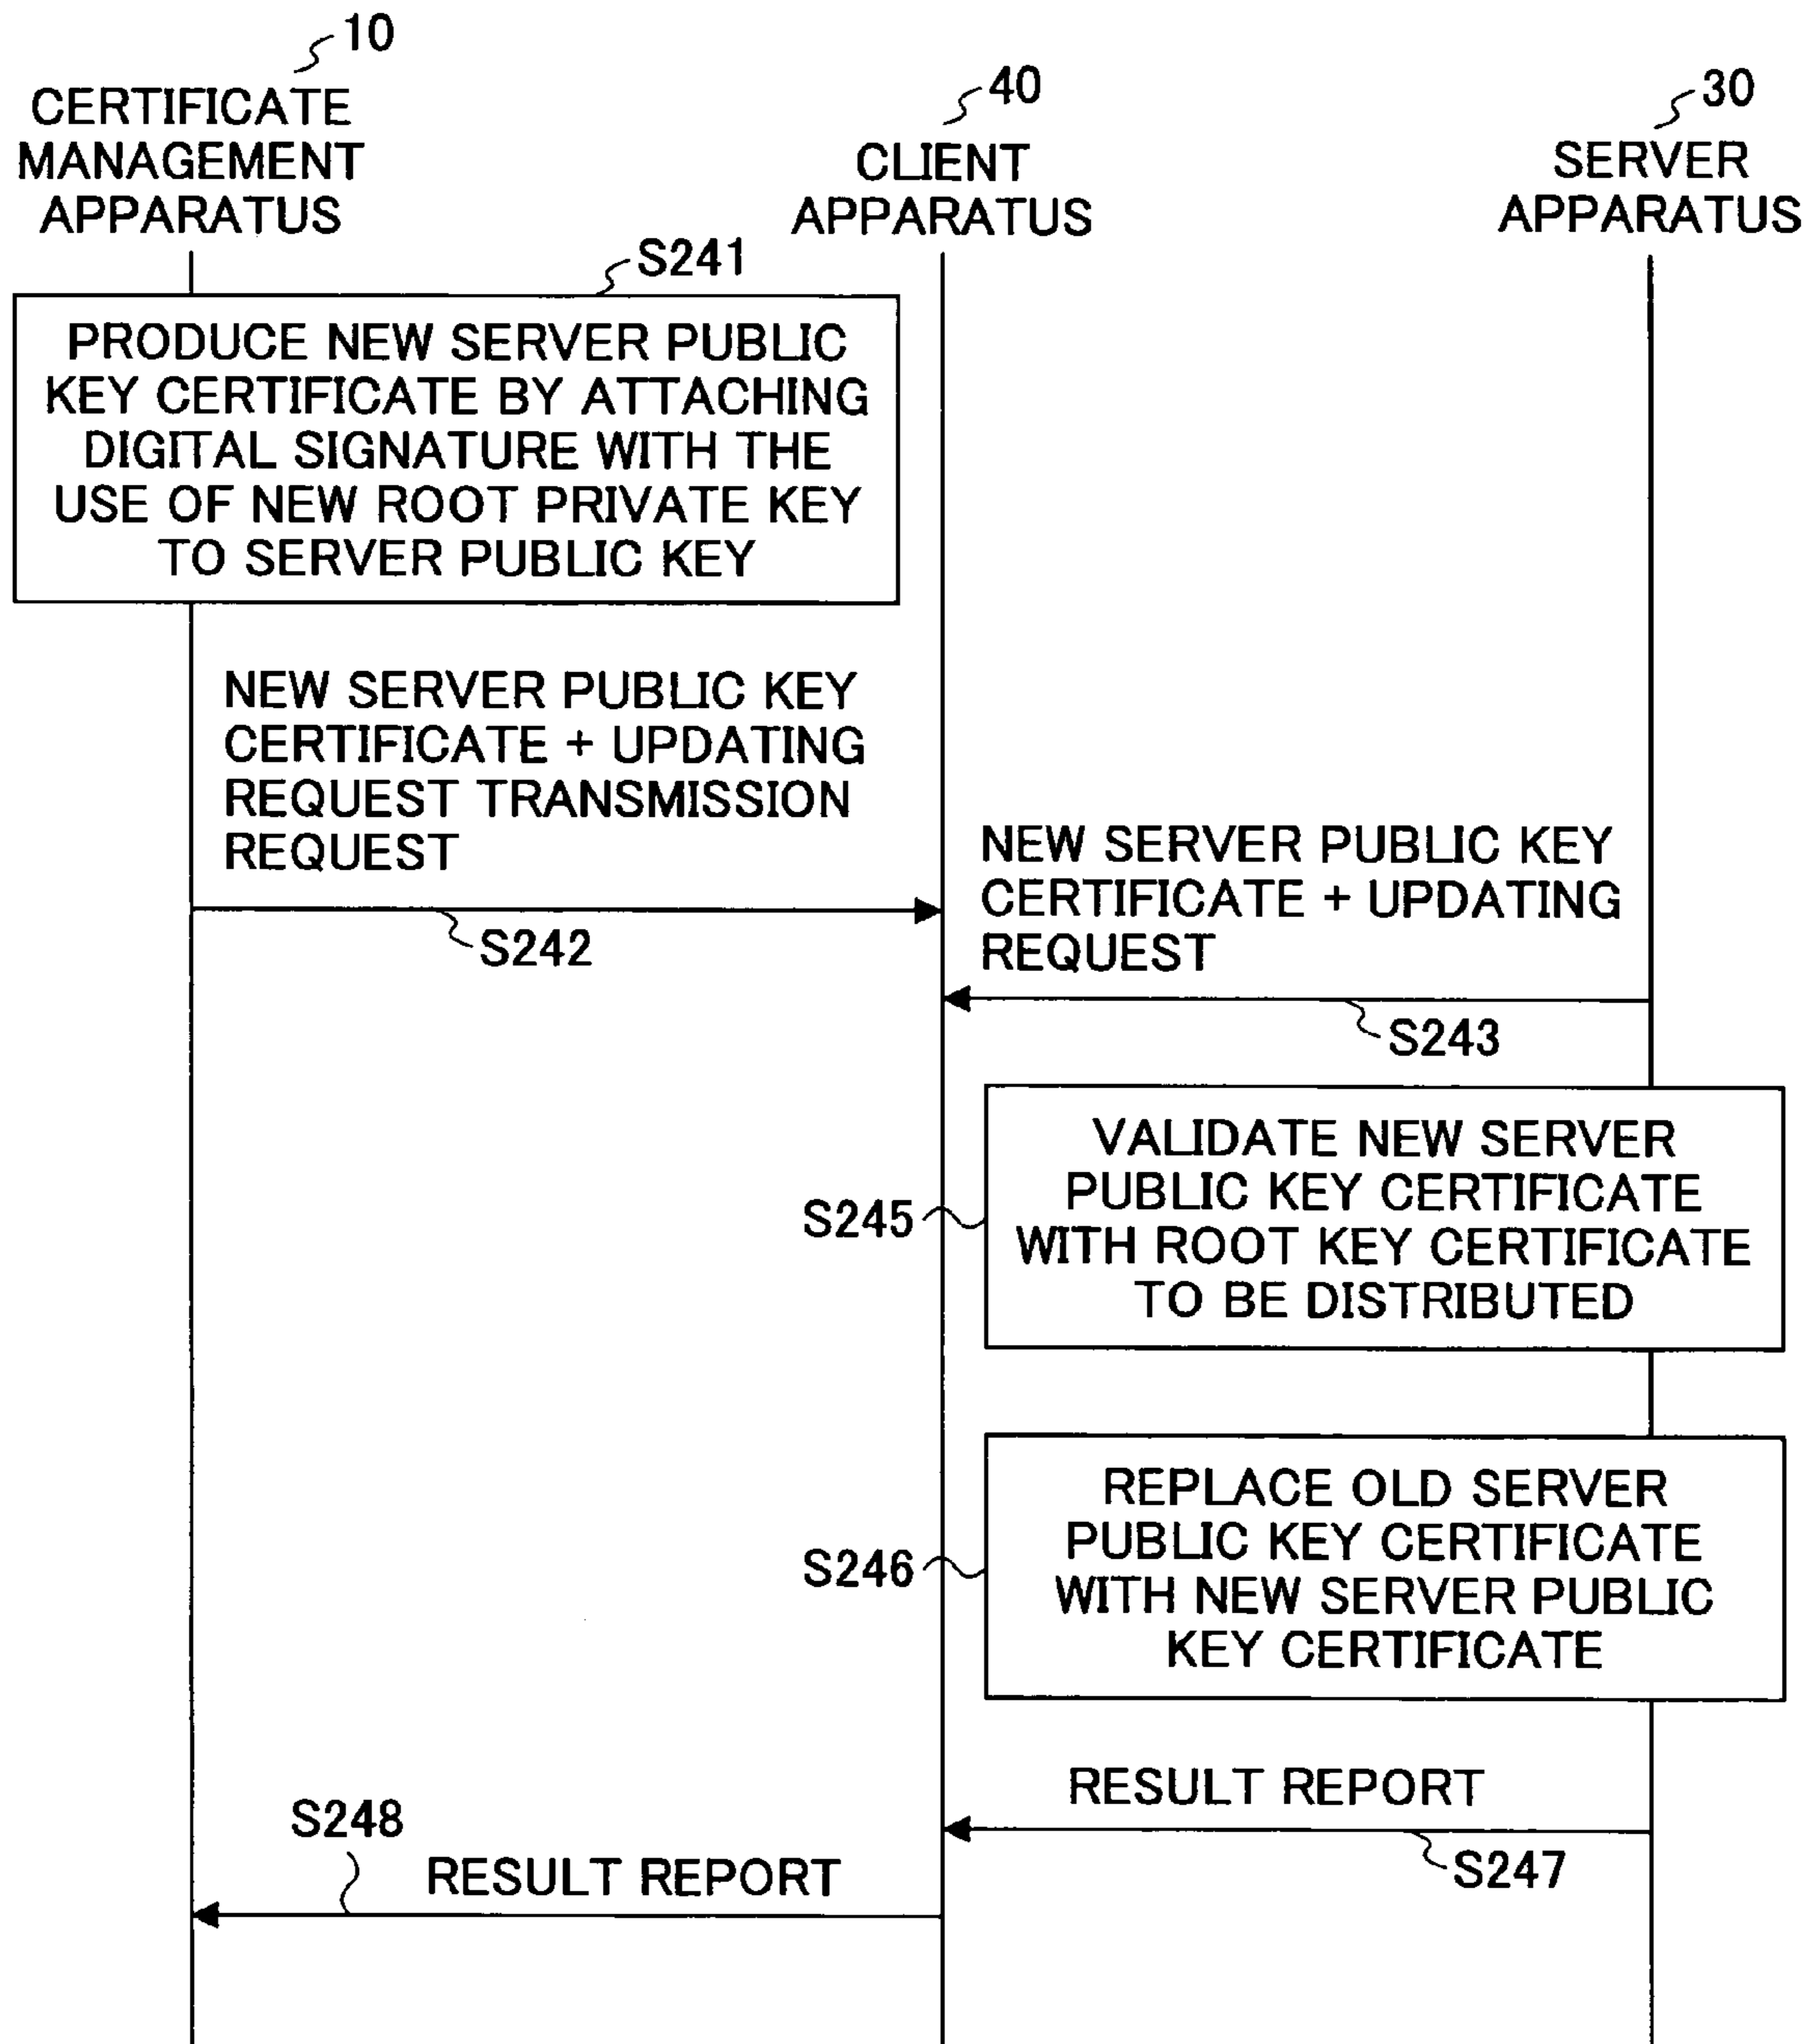 10
CERTIFICATE
MANAGEMENT
APPARATUS
40
CLIENT
APPARATUS
30
SERVER
APPARATUS
S241
PRODUCE NEW SERVER PUBLIC
KEY CERTIFICATE BY ATTACHING
DIGITAL SIGNATURE WITH THE
USE OF NEW ROOT PRIVATE KEY
TO SERVER PUBLIC KEY
NEW SERVER PUBLIC KEY
CERTIFICATE + UPDATING
REQUEST TRANSMISSION
REQUEST
S242
NEW SERVER PUBLIC KEY
CERTIFICATE + UPDATING
REQUEST
S243
S245
VALIDATE NEW SERVER
PUBLIC KEY CERTIFICATE
WITH ROOT KEY CERTIFICATE
TO BE DISTRIBUTED
S246
REPLACE OLD SERVER
PUBLIC KEY CERTIFICATE
WITH NEW SERVER PUBLIC
KEY CERTIFICATE
RESULT REPORT
S247
S248
RESULT REPORT